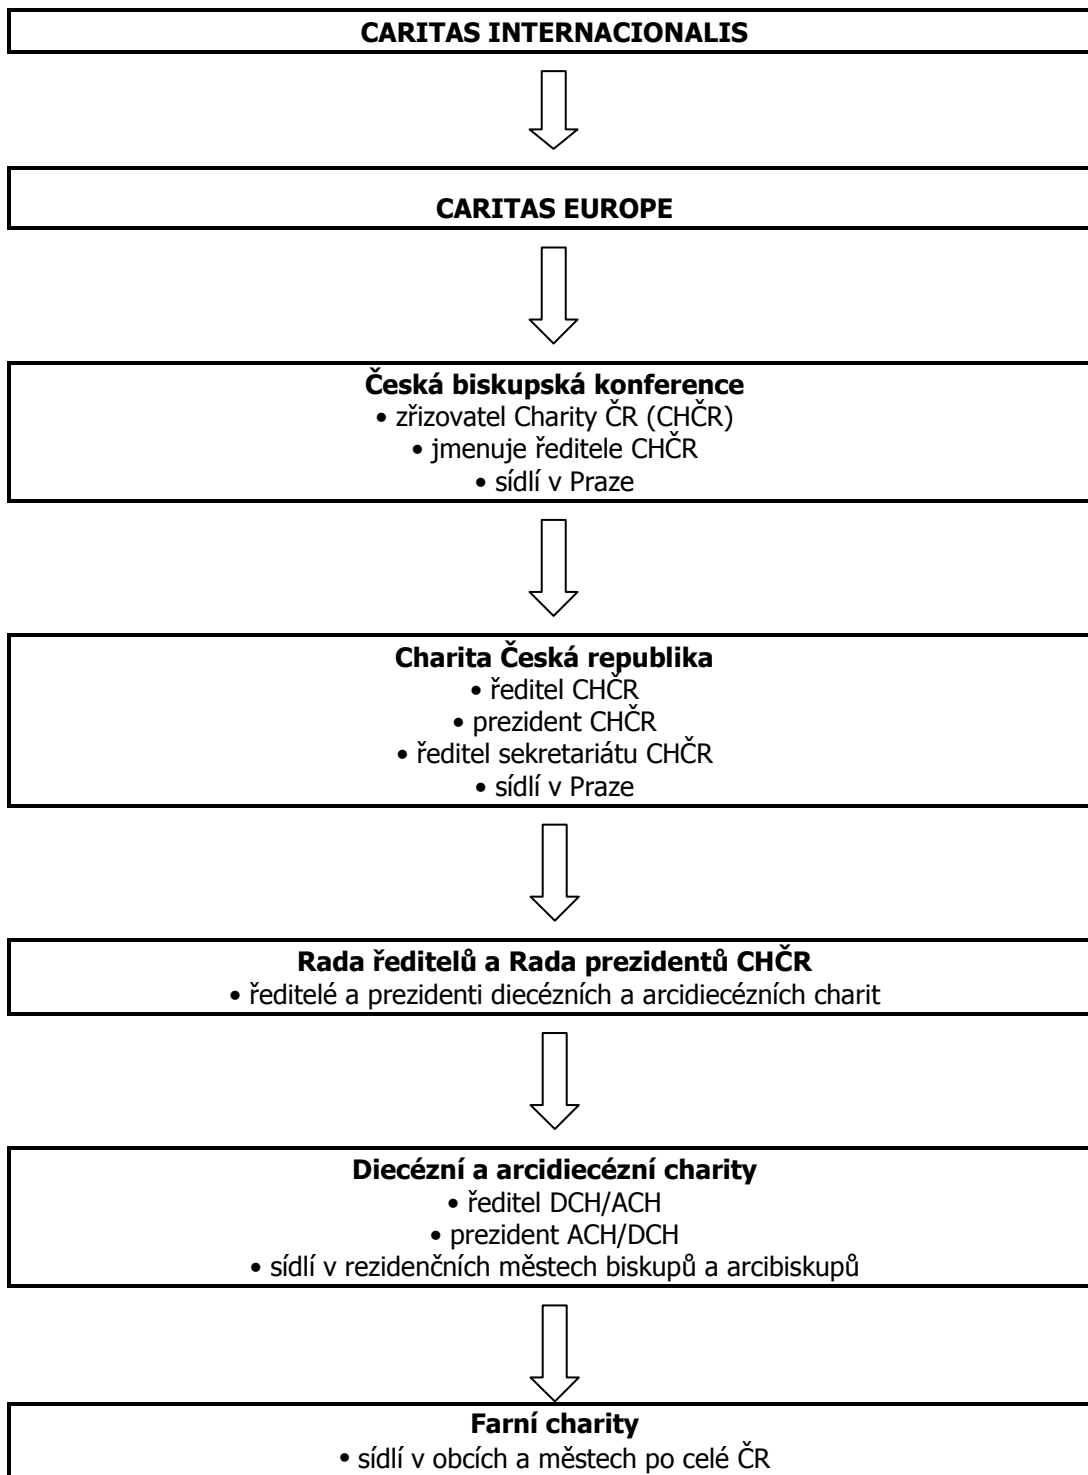 CARITAS INTERNACIONALIS
CARITAS EUROPE
Česká biskupská konference
• zřizovatel Charity ČR (CHČR)
• jmenuje ředitele CHČR
• sídlí v Praze
Charita Česká republika
• ředitel CHČR
• prezident CHČR
• ředitel sekretariátu CHČR
• sídlí v Praze
Rada ředitelů a Rada prezidentů CHČR
• ředitelé a prezidenti diecézních a arcidiecézních charit
Diecézní a arcidiecézní charity
• ředitel DCH/ACH
• prezident ACH/DCH
• sídlí v rezidenčních městech biskupů a arcibiskupů
Farní charity
• sídlí v obcích a městech po celé ČR